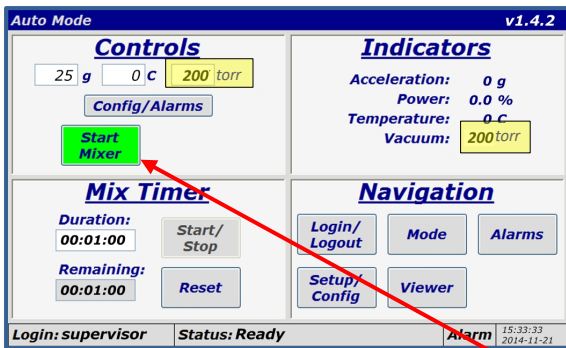 Auto Mode v1.4.2
Controls
25 g 0 C 200 torr
Config/Alarms
Start
Mixer
Indicators
Acceleration: 0 g
Power: 0.0 %
Temperature: 0 C
Vacuum: 200 torr
Mix Timer
Duration:
00:01:00
Start/
Stop
Remaining:
00:01:00
Reset
Navigation
Login/
Logout
Mode
Alarms
Setup/
Config
Viewer
Login: supervisor Status: Ready Alarm 15:33:33
2014-11-21